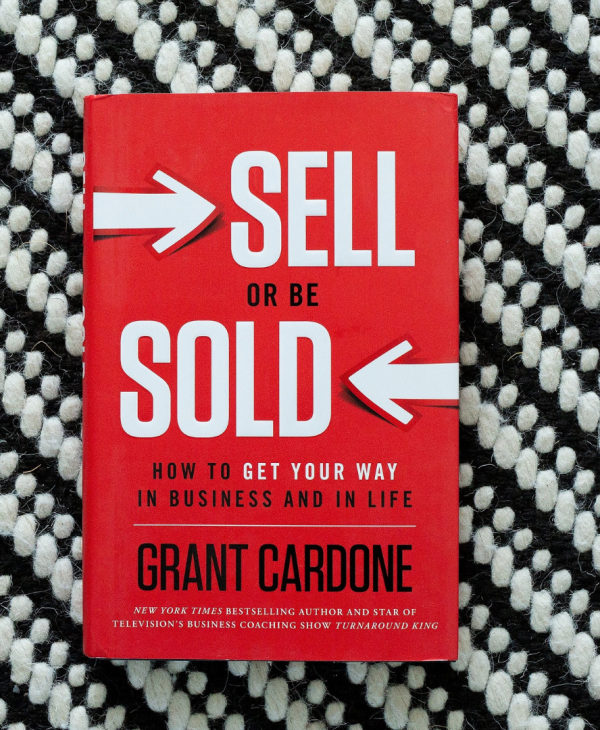 SELL
OR BE
SOLD
HOW TO GET YOUR WAY
IN BUSINESS AND IN LIFE
GRANT CARDONE
NEW YORK TIMES BESTSELLING AUTHOR AND STAR OF
TELEVISION'S BUSINESS COACHING SHOW TURNAROUND KING